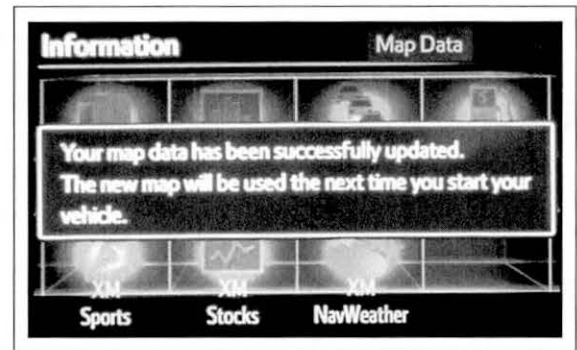 Information
Map Data
Your map data has been successfully updated.
The new map will be used the next time you start your
vehicle.
XM
XM
XM
Sports
Stocks
NavWeather